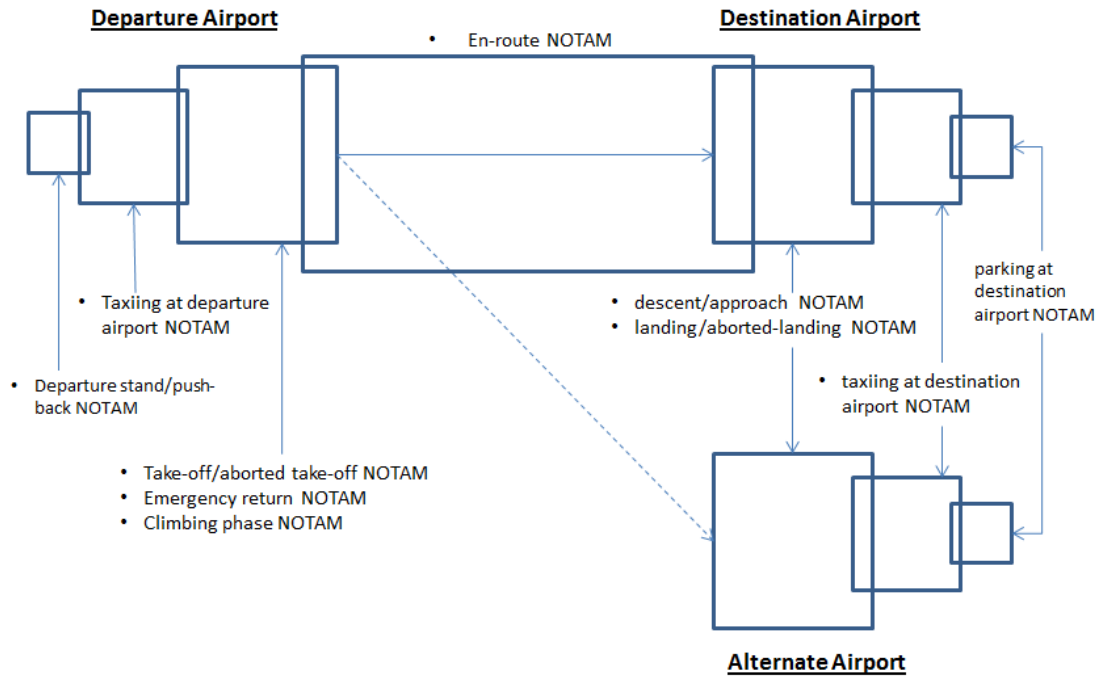 Departure Airport
Destination Airport
• En-route NOTAM
• Taxiing at departure
airport NOTAM
• descent/approach NOTAM
• landing/aborted-landing NOTAM
parking at
destination
airport NOTAM
• Departure stand/push-
back NOTAM
• taxiing at destination
airport NOTAM
• Take-off/aborted take-off NOTAM
• Emergency return NOTAM
• Climbing phase NOTAM
Alternate Airport